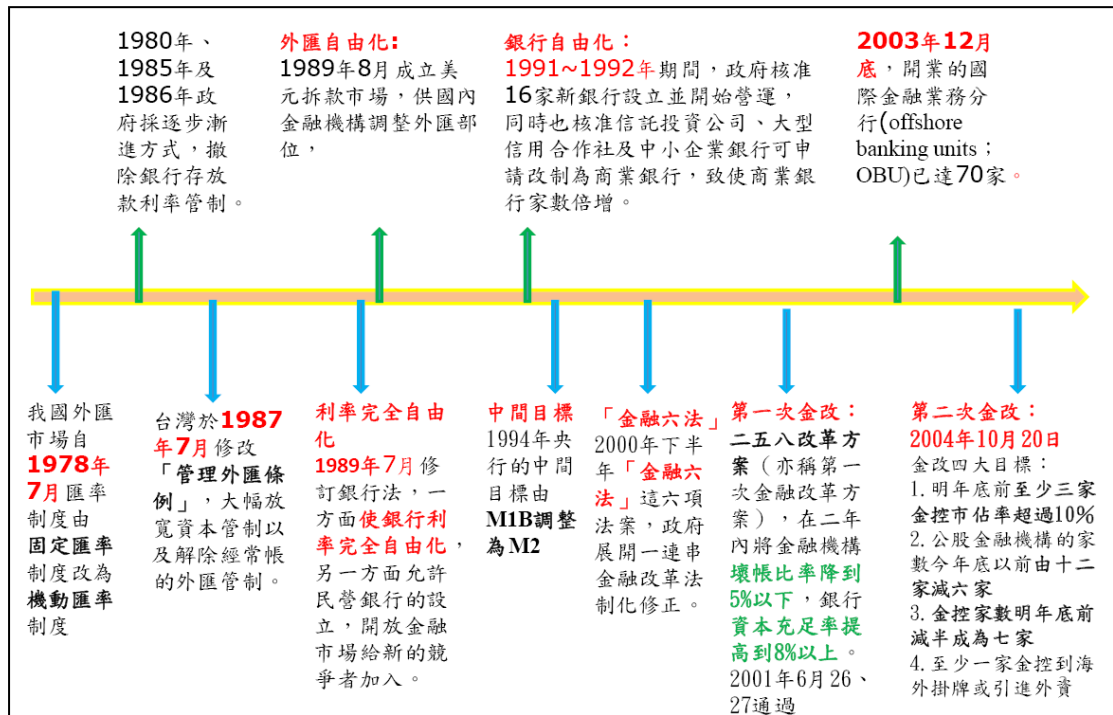 1980年、
1985年及
1986年政
府採逐步漸
進方式，撤
除銀行存放
款利率管制。
外匯自由化:
1989年8月成立美
元拆款市場，供國內
金融機構調整外匯部
位，
銀行自由化：
1991~1992年期間，政府核准
16家新銀行設立並開始營運，
同時也核准信託投資公司、大型
信用合作社及中小企業銀行可申
請改制為商業銀行，致使商業銀
行家數倍增。
2003年12月
底，開業的國
際金融業務分
行(offshore
banking units；
OBU)已達70家。
我國外匯
市場自
1978年
7月匯率
制度由
固定匯率
制度改為
機動匯率
制度
台灣於1987
年7月修改
「管理外匯條
例」，大幅放
寬資本管制以
及解除經常帳
的外匯管制。
利率完全自由
化
1989年7月修
訂銀行法，一
方面使銀行利
率完全自由化，
另一方面允許
民營銀行的設
立，開放金融
市場給新的競
爭者加入。
中間目標
1994年央
行的中間
目標由
M1B調整
為M2
「金融六法」
2000年下半
年「金融六
法」這六項
法案，政府
展開一連串
金融改革法
制化修正。
第一次金改：
二五八改革方
案（亦稱第一
次金融改革方
案），在二年
內將金融機構
壞帳比率降到
5%以下，銀行
資本充足率提
高到8%以上。
2001年6月26、
27通過
第二次金改：
2004年10月20日
金改四大目標：
1. 明年底前至少三家
金控市佔率超過10%
2. 公股金融機構的家
數今年底以前由十二
家減六家
3. 金控家數明年底前
減半成為七家
4. 至少一家金控到海
外掛牌或引進外資